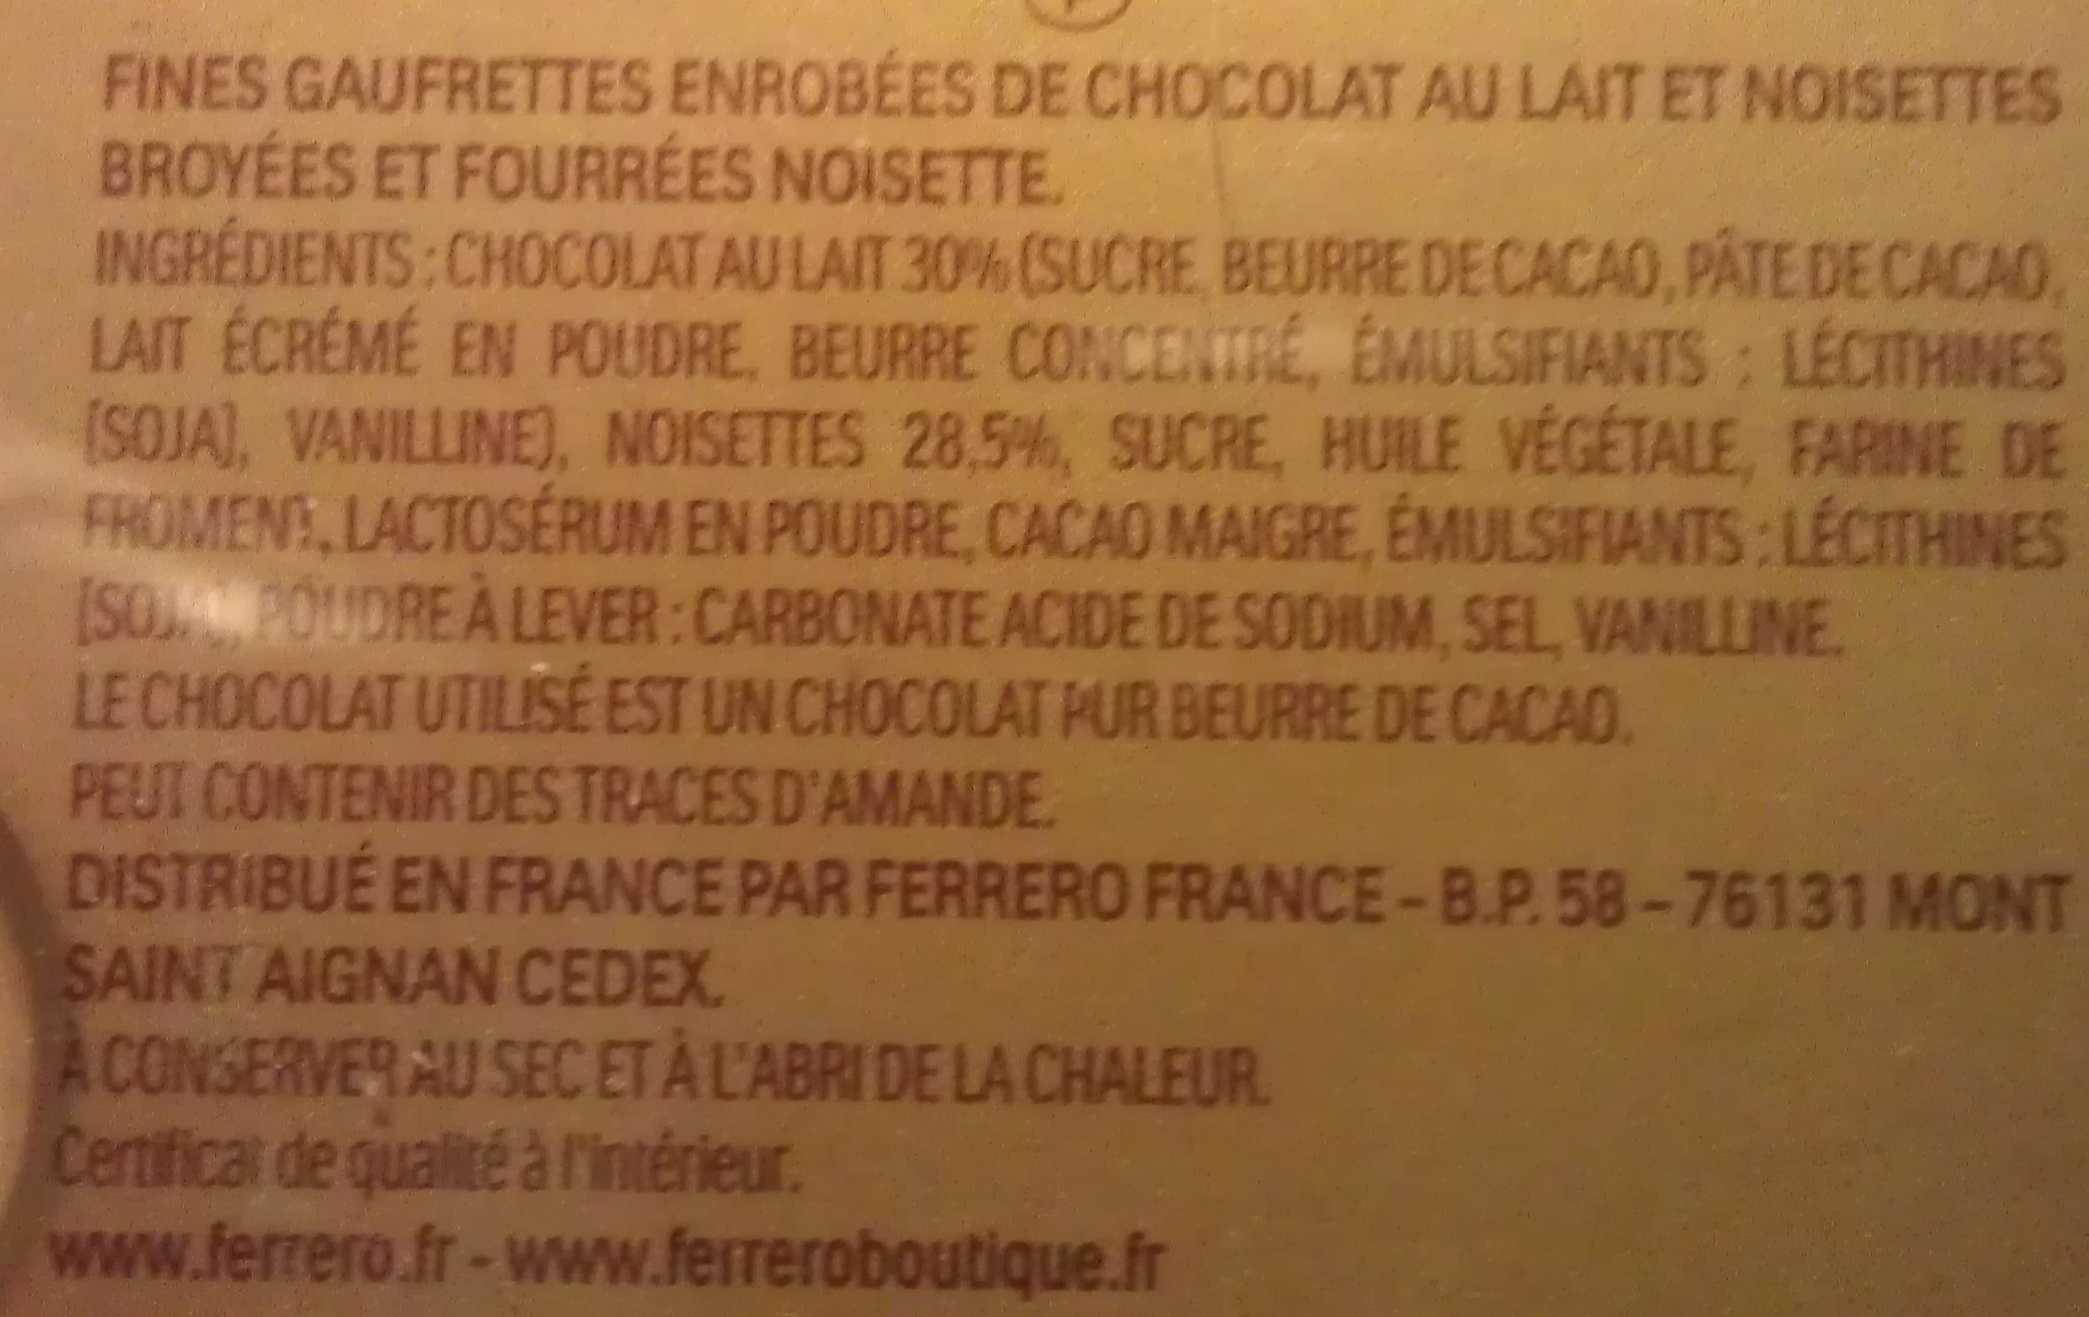 FINES GAUFRETTES ENROBÉES DE CHOCOLAT AU LAIT ET NOISETTES
BROYÉES ET FOURRÉES NOISETTE.
INGRÉDIENTS : CHOCOLAT AU LAIT 30% (SUCRE, BEURRE DE CACAO, PÂTE DE CACAO,
LAIT ÉCRÉMÉ EN POUDRE, BEURRE CONCENTRÉ, ÉMULSIFIANTS : LÉCITHINES
[SOJA], VANILLINE), NOISETTES 28,5%, SUCRE, HUILE VÉGÉTALE, FARINE DE
FROMENT, LACTOSÉRUM EN POUDRE, CACAO MAIGRE, ÉMULSIFIANTS : LÉCITHINES
[SOJA], POUDRE À LEVER : CARBONATE ACIDE DE SODIUM, SEL, VANILLINE.
LE CHOCOLAT UTILISÉ EST UN CHOCOLAT PUR BEURRE DE CACAO.
PEUT CONTENIR DES TRACES D'AMANDE.
DISTRIBUÉ EN FRANCE PAR FERRERO FRANCE - B.P. 58 - 76131 MONT
SAINT AIGNAN CEDEX.
À CONSERVER AU SEC ET À L'ABRI DE LA CHALEUR.
Certificat de qualité à l'intérieur.
www.ferrero.fr - www.ferreroboutique.fr